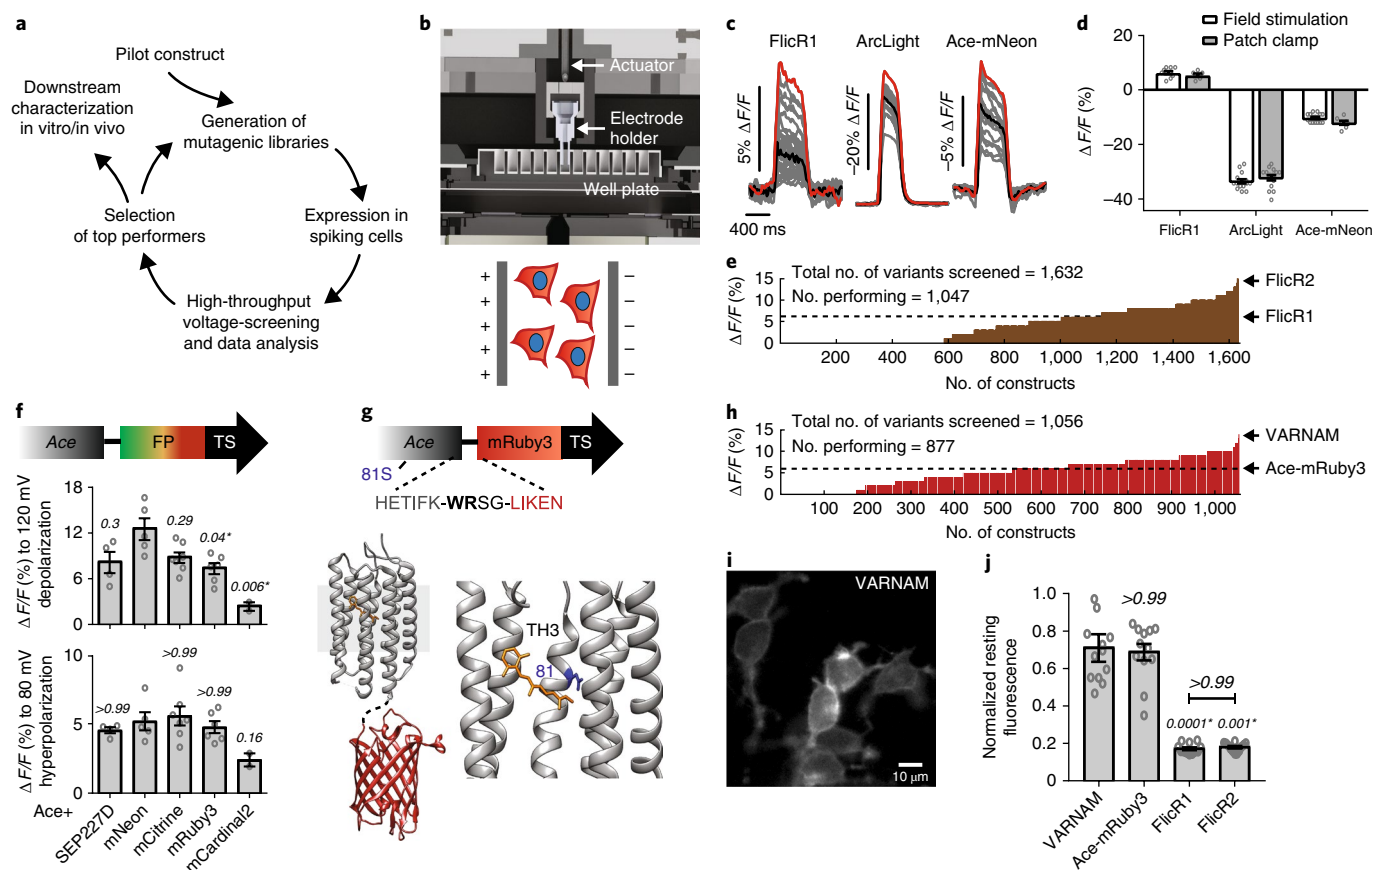 a
Pilot construct
Downstream
characterization
in vitro/in vivo
Generation of
mutagenic libraries
Selection
of top performers
Expression in
spiking cells
High-throughput
voltage-screening
and data analysis
b
Actuator
Electrode
holder
Well plate
+ −
+ −
+ −
+ −
+ −
c
FlicR1 ArcLight Ace-mNeon
5% ΔF/F
−20% ΔF/F
−5% ΔF/F
400 ms
d
Field stimulation
Patch clamp
ΔF/F (%)
20
0
−20
−40
FlicR1 ArcLight Ace-mNeon
e
Total no. of variants screened = 1,632
No. performing = 1,047
ΔF/F (%)
15
10
5
0
FlicR2
FlicR1
200 400 600 800 1,000 1,200 1,400 1,600
No. of constructs
f
Ace FP TS
ΔF/F (%) to 120 mV
depolarization
18
12
6
0
0.3 0.29 0.04* 0.006*
ΔF/F (%) to 80 mV
hyperpolarization
10
5
0
>0.99 >0.99 >0.99 0.16
Ace+
SEP227D mNeon mCitrine mRuby3 mCardinal2
g
Ace mRuby3 TS
81S
HETIFK-WRSG-LIKEN
TH3
81
h
Total no. of variants screened = 1,056
No. performing = 877
ΔF/F (%)
15
10
5
0
VARNAM
Ace-mRuby3
100 200 300 400 500 600 700 800 900 1,000
No. of constructs
i
VARNAM
10 μm
j
Normalized resting
fluorescence
1.0
0.8
0.6
0.4
0.2
0
>0.99
>0.99
0.0001* 0.001*
VARNAM Ace-mRuby3 FlicR1 FlicR2